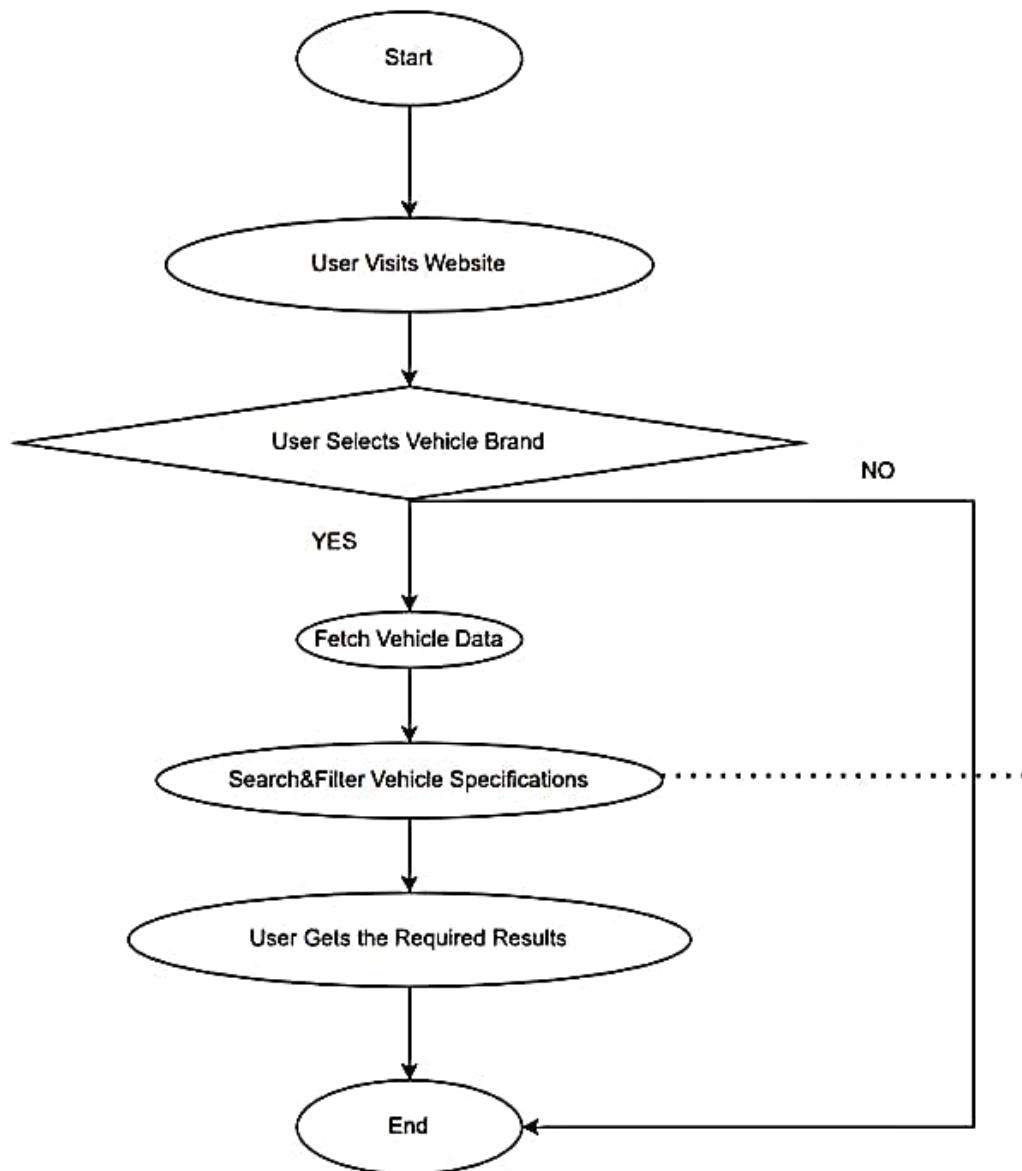 Start
User Visits Website
User Selects Vehicle Brand
NO
YES
Fetch Vehicle Data
Search&Filter Vehicle Specifications
User Gets the Required Results
End